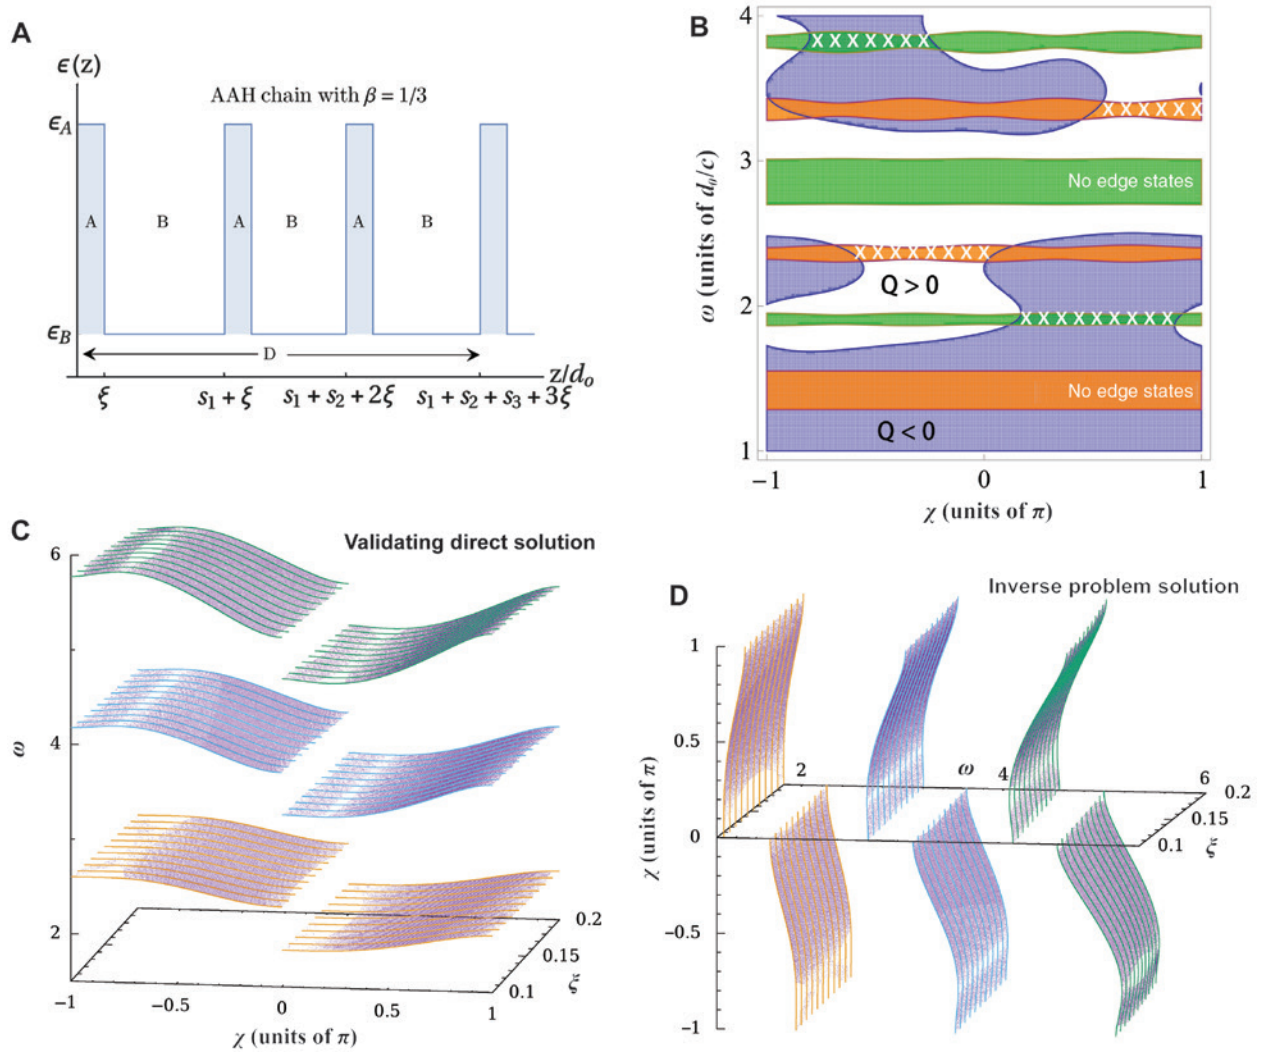 A
ϵ(z)
AAH chain with β = 1/3
ϵA
A B A B A B
ϵB
D
z/do
ξ s1 + ξ s1 + s2 + 2ξ s1 + s2 + s3 + 3ξ
B
4
X X X X X X X
X X X X X X
3
No edge states
ω (units of do/c)
X X X X X X X X
Q > 0
2
X X X X X X X X X
No edge states
Q < 0
1
−1 0 1
χ (units of π)
C
Validating direct solution
6
4
ω
2
0.2
0.15
0.1
ξ
−1 −0.5 0 0.5 1
χ (units of π)
D
Inverse problem solution
1
0.5
0
−0.5
−1
χ (units of π)
2 ω 4 6
0.2
0.15
0.1
ξ